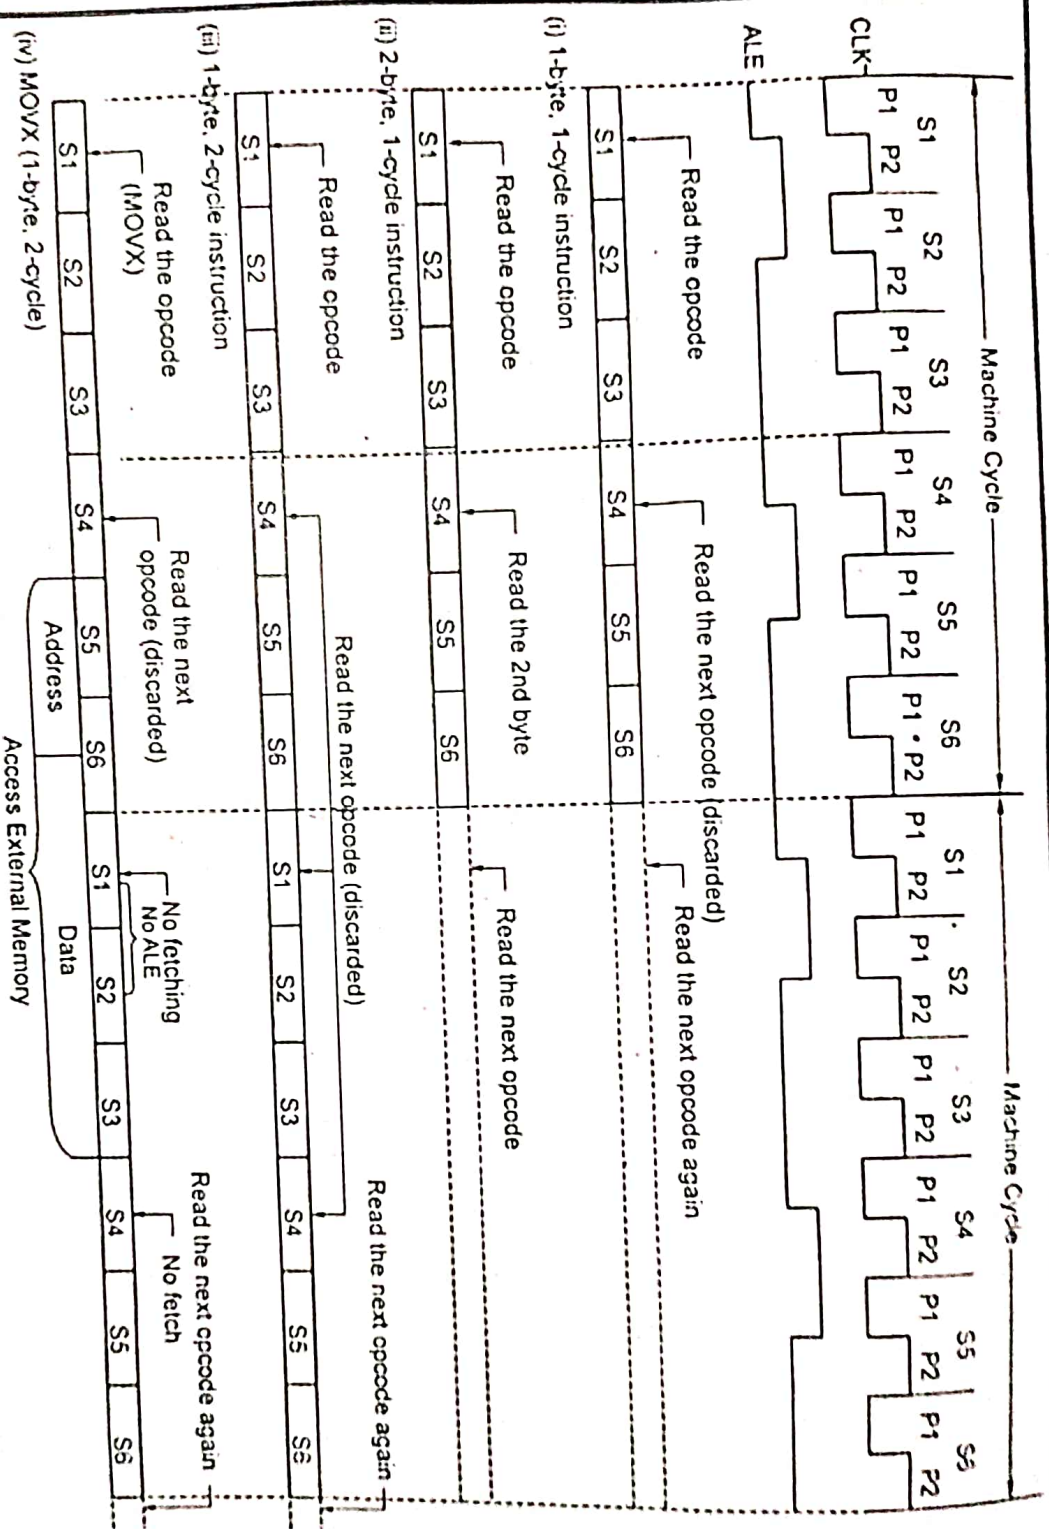 Machine Cycle
Machine Cycle
S1 S2 S3 S4 S5 S6 S1 S2 S3 S4 S5 S6
P1 P2 P1 P2 P1 P2 P1 P2 P1 P2 P1 P2 P1 P2 P1 P2 P1 P2 P1 P2 P1 P2 P1 P2
CLK
ALE
Read the opcode
Read the next opcode (discarded)
Read the next opcode again
S1 S2 S3 S4 S5 S6
(i) 1-byte, 1-cycle instruction
Read the opcode
Read the 2nd byte
Read the next opcode
S1 S2 S3 S4 S5 S6
(ii) 2-byte, 1-cycle instruction
Read the opcode
Read the next opcode (discarded)
Read the next opcode again
S1 S2 S3 S4 S5 S6 S1 S2 S3 S4 S5 S6
(iii) 1-byte, 2-cycle instruction
Read the opcode
(MOVX)
Read the next
opcode (discarded)
No fetching
No ALE
No fetch
Read the next opcode again
S1 S2 S3 S4 S5 S6 S1 S2 S3 S4 S5 S6
Address
Data
Access External Memory
(iv) MOVX (1-byte, 2-cycle)